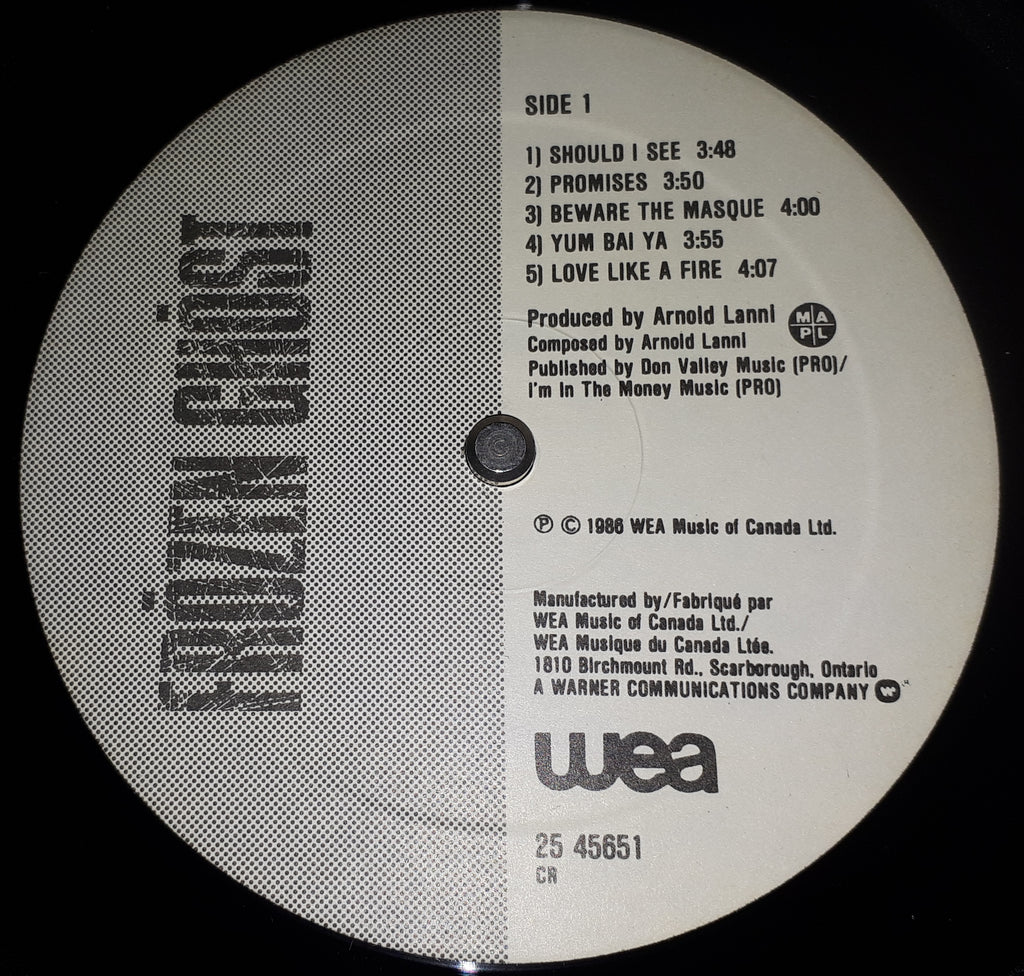 FRÖZEN GHÖST
SIDE 1
1) SHOULD I SEE 3:48
2) PROMISES 3:50
3) BEWARE THE MASQUE 4:00
4) YUM BAI YA 3:55
5) LOVE LIKE A FIRE 4:07
Produced by Arnold Lanni
MA
PL
Composed by Arnold Lanni
Published by Don Valley Music (PRO)/
I'm In The Money Music (PRO)
℗ © 1986 WEA Music of Canada Ltd.
Manufactured by/Fabriqué par
WEA Music of Canada Ltd./
WEA Musique du Canada Ltée.
1810 Birchmount Rd., Scarborough, Ontario
A WARNER COMMUNICATIONS COMPANY
wea
25 45651
CR